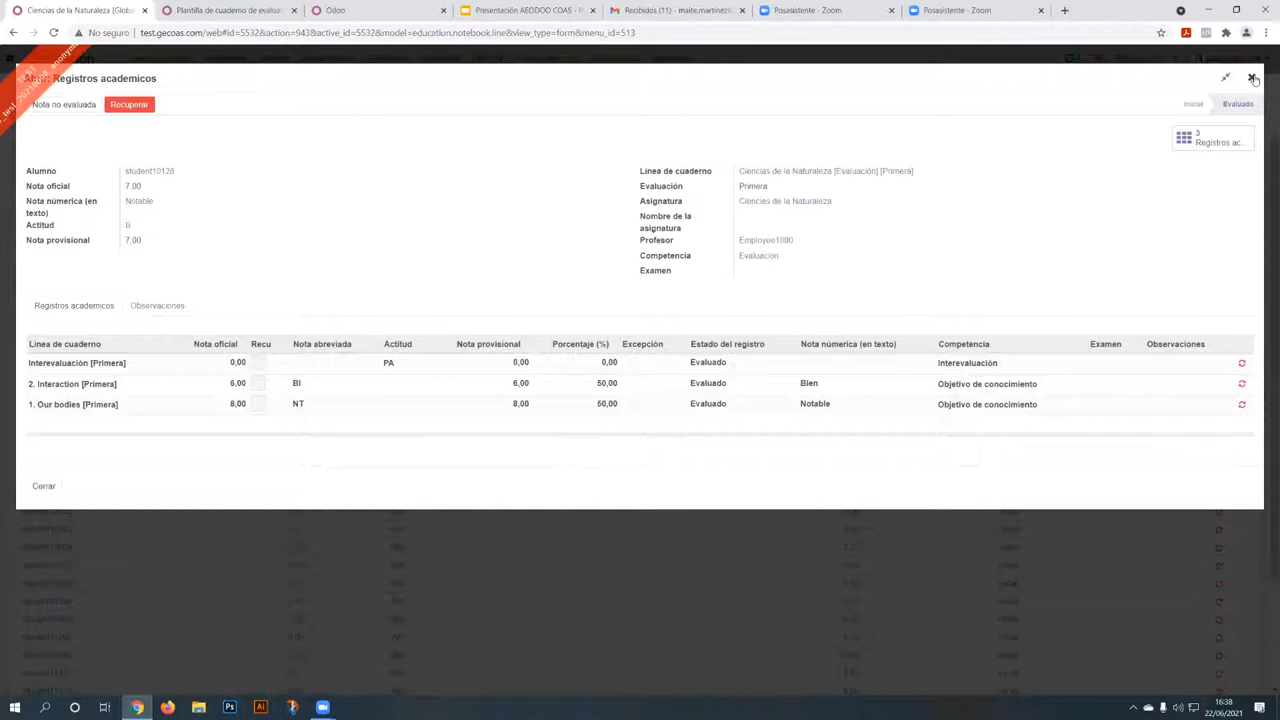 Ciencias de la Naturaleza [Globa
Plantilla de cuaderno de evaluac
Odoo
Presentación AEODOO COAS - P
Recibidos (11) - maite.martinez
Posasistente - Zoom
Posasistente - Zoom
No seguro
test.gecoas.com/web#id=5532&action=943&active_id=5532&model=education.notebook.line&view_type=form&menu_id=513
Registros academicos
Nota no evaluada
Recuperar
Inicial
Evaluado
3
Registros ac...
Alumno
student10128
Nota oficial
7,00
Nota númerica (en
texto)
Notable
Actitud
B
Nota provisional
7,00
Línea de cuaderno
Ciencias de la Naturaleza [Evaluación] [Primera]
Evaluación
Primera
Asignatura
Ciencias de la Naturaleza
Nombre de la
asignatura
Profesor
Employee1890
Competencia
Evaluación
Examen
Registros academicos
Observaciones
Linea de cuaderno Nota oficial Recu Nota abreviada Actitud Nota provisional Porcentaje (%) Excepción Estado del registro Nota númerica (en texto) Competencia Examen Observaciones
Interevaluación [Primera] 0,00 PA 0,00 0,00 Evaluado Interevaluación
2. Interaction [Primera] 6,00 BI 6,00 50,00 Evaluado Bien Objetivo de conocimiento
1. Our bodies [Primera] 8,00 NT 8,00 50,00 Evaluado Notable Objetivo de conocimiento
Cerrar
16:38
22/06/2021